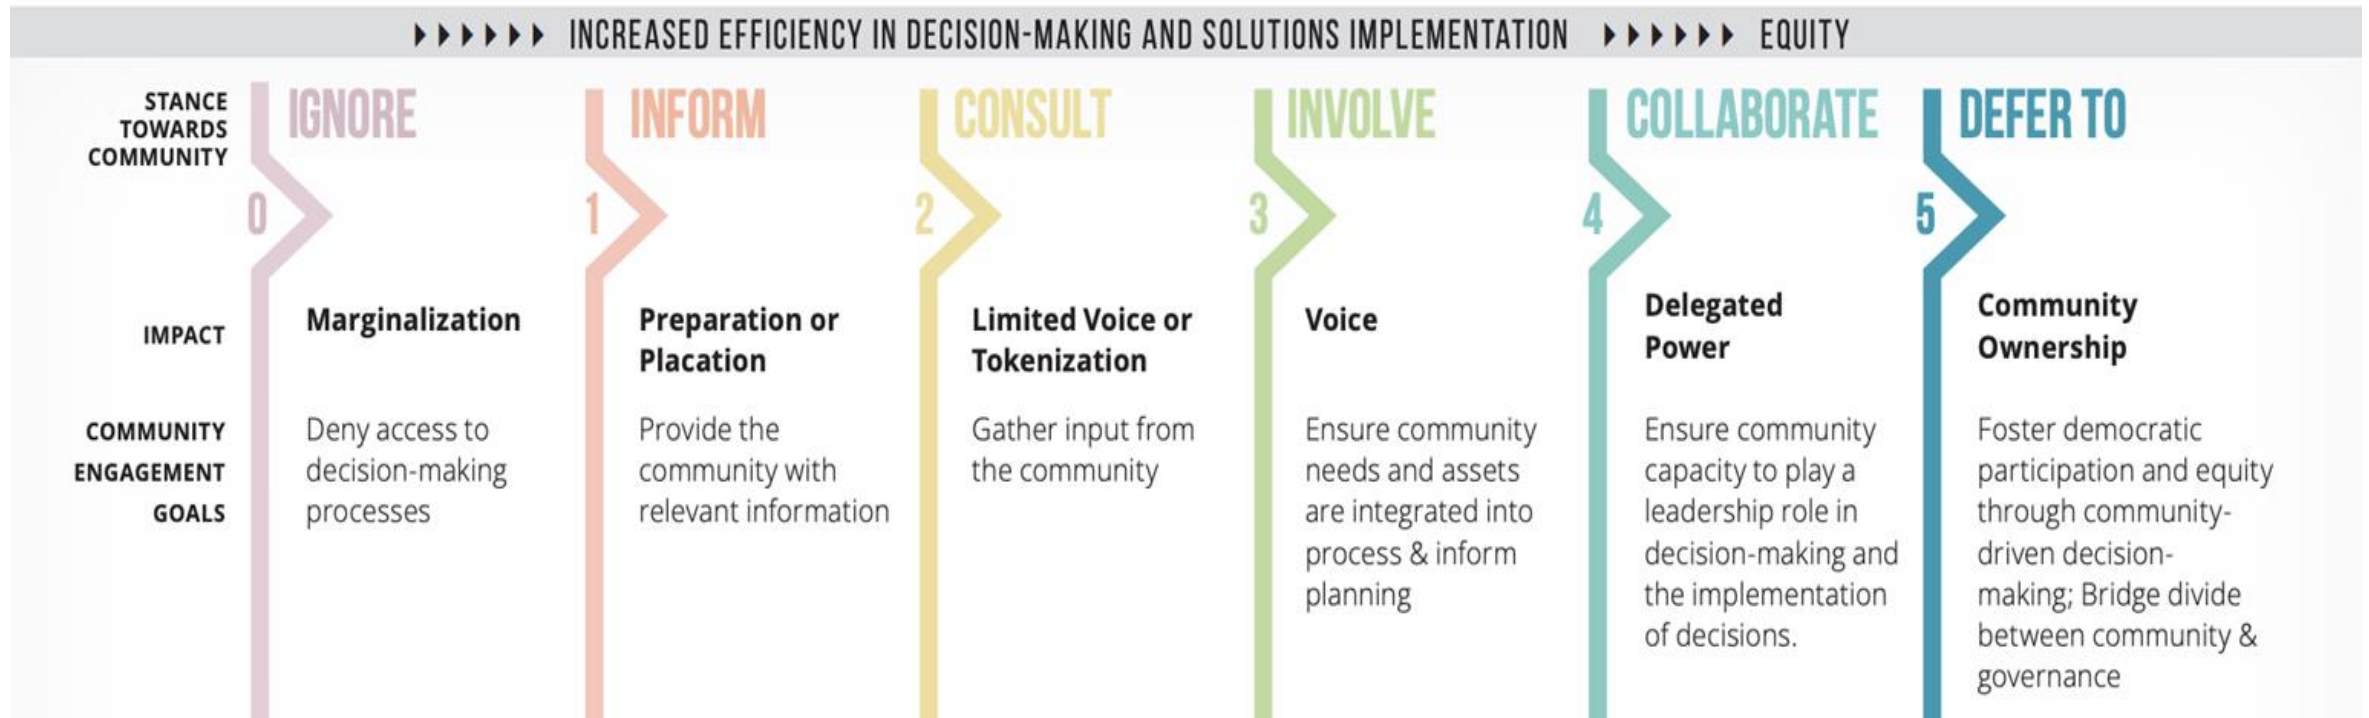 INCREASED EFFICIENCY IN DECISION-MAKING AND SOLUTIONS IMPLEMENTATION EQUITY
STANCE
TOWARDS
COMMUNITY
IGNORE
INFORM
CONSULT
INVOLVE
COLLABORATE
DEFER TO
0
1
2
3
4
5
IMPACT
Marginalization
Preparation or
Placation
Limited Voice or
Tokenization
Voice
Delegated
Power
Community
Ownership
COMMUNITY
ENGAGEMENT
GOALS
Deny access to
decision-making
processes
Provide the
community with
relevant information
Gather input from
the community
Ensure community
needs and assets
are integrated into
process & inform
planning
Ensure community
capacity to play a
leadership role in
decision-making and
the implementation
of decisions.
Foster democratic
participation and equity
through community-
driven decision-
making; Bridge divide
between community &
governance